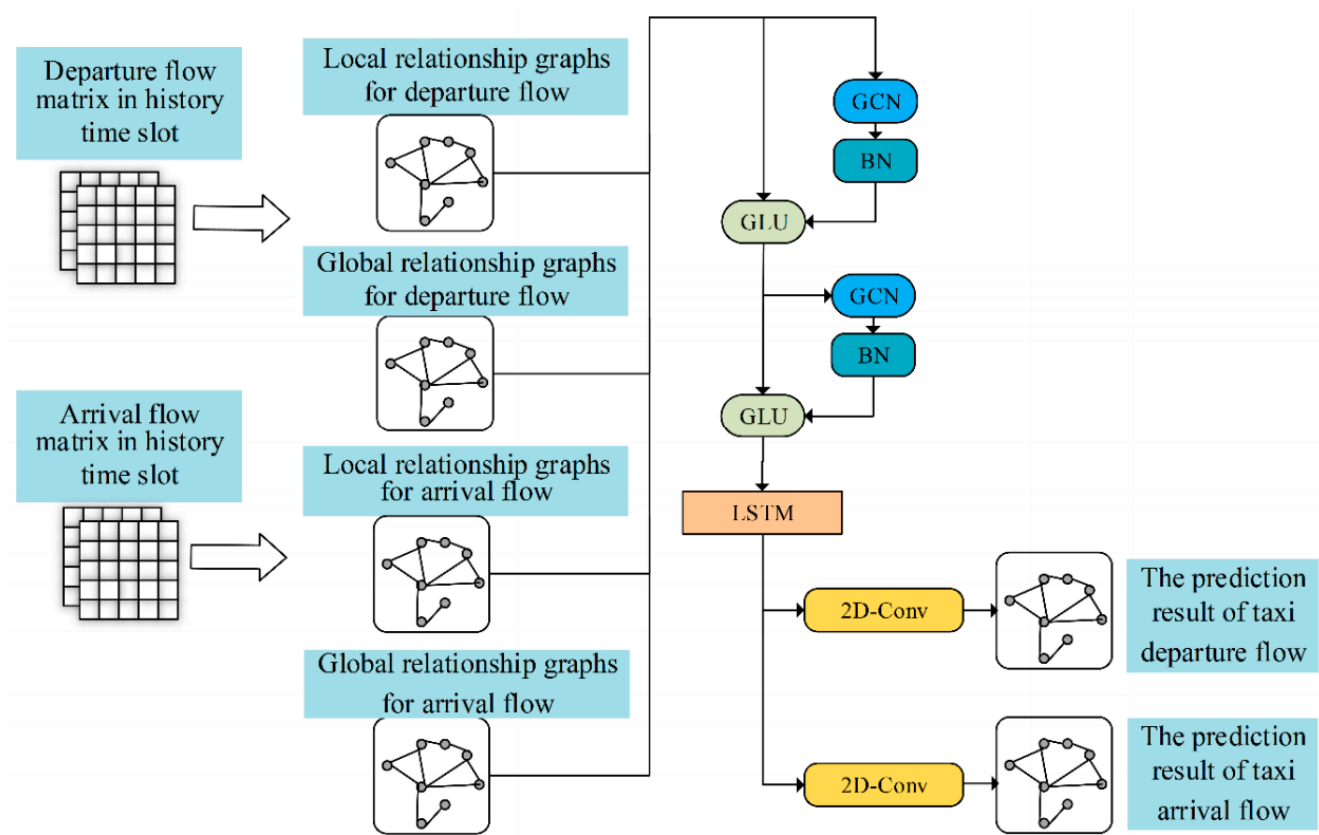 Departure flow
matrix in history
time slot
Local relationship graphs
for departure flow
Global relationship graphs
for departure flow
Arrival flow
matrix in history
time slot
Local relationship graphs
for arrival flow
Global relationship graphs
for arrival flow
GCN
BN
GLU
GCN
BN
GLU
LSTM
2D-Conv
The prediction
result of taxi
departure flow
2D-Conv
The prediction
result of taxi
arrival flow